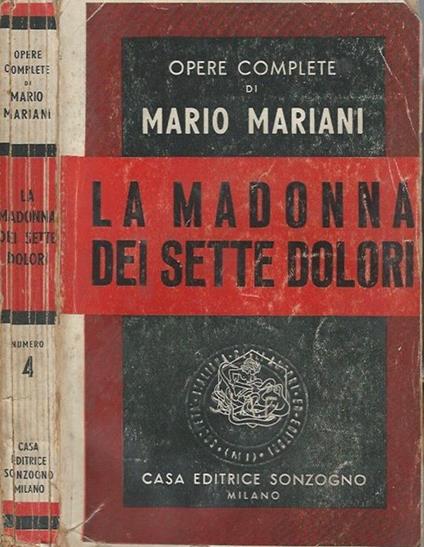 OPERE
COMPLETE
DI
MARIO
MARIANI
LA
MADONNA
DEI SETTE
DOLORI
NUMERO
4
CASA
EDITRICE
SONZOGNO
MILANO
OPERE COMPLETE
DI
MARIO MARIANI
LA MADONNA
DEI SETTE DOLORI
(MI)
CASA EDITRICE SONZOGNO
MILANO